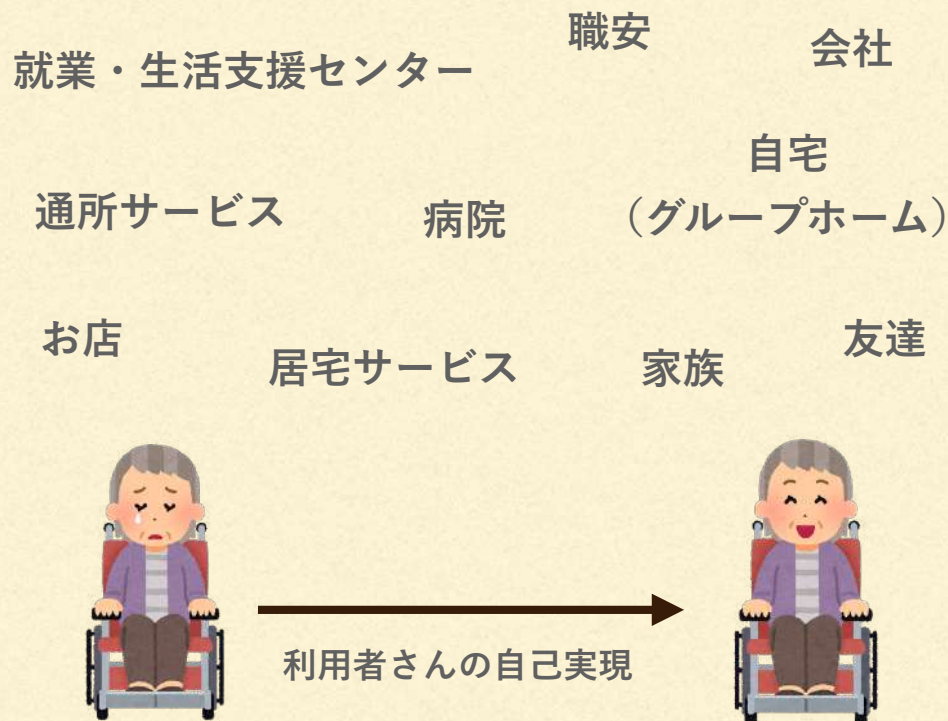 職安
会社
就業・生活支援センター
自宅
（グループホーム）
通所サービス
病院
お店
居宅サービス
家族
友達
利用者さんの自己実現